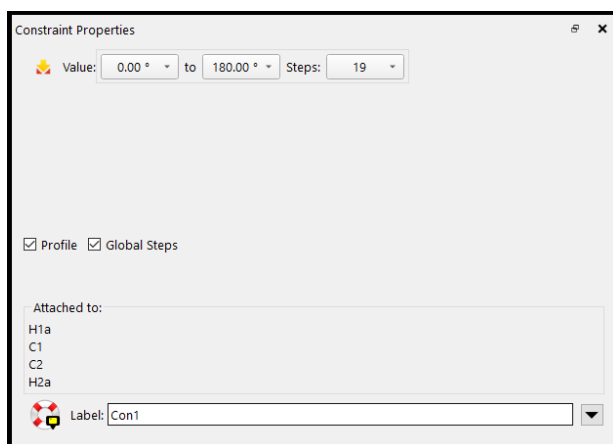 Constraint Properties
Value: 0.00 ° to 180.00 ° Steps: 19
Profile Global Steps
Attached to:
H1a
C1
C2
H2a
Label: Con1